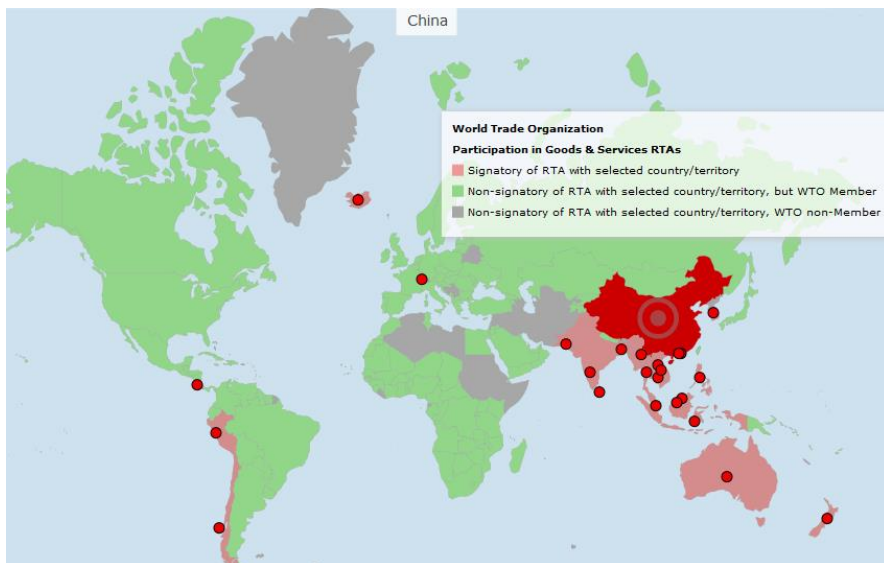 China
World Trade Organization
Participation in Goods & Services RTAs
Signatory of RTA with selected country/territory
Non-signatory of RTA with selected country/territory, but WTO Member
Non-signatory of RTA with selected country/territory, WTO non-Member